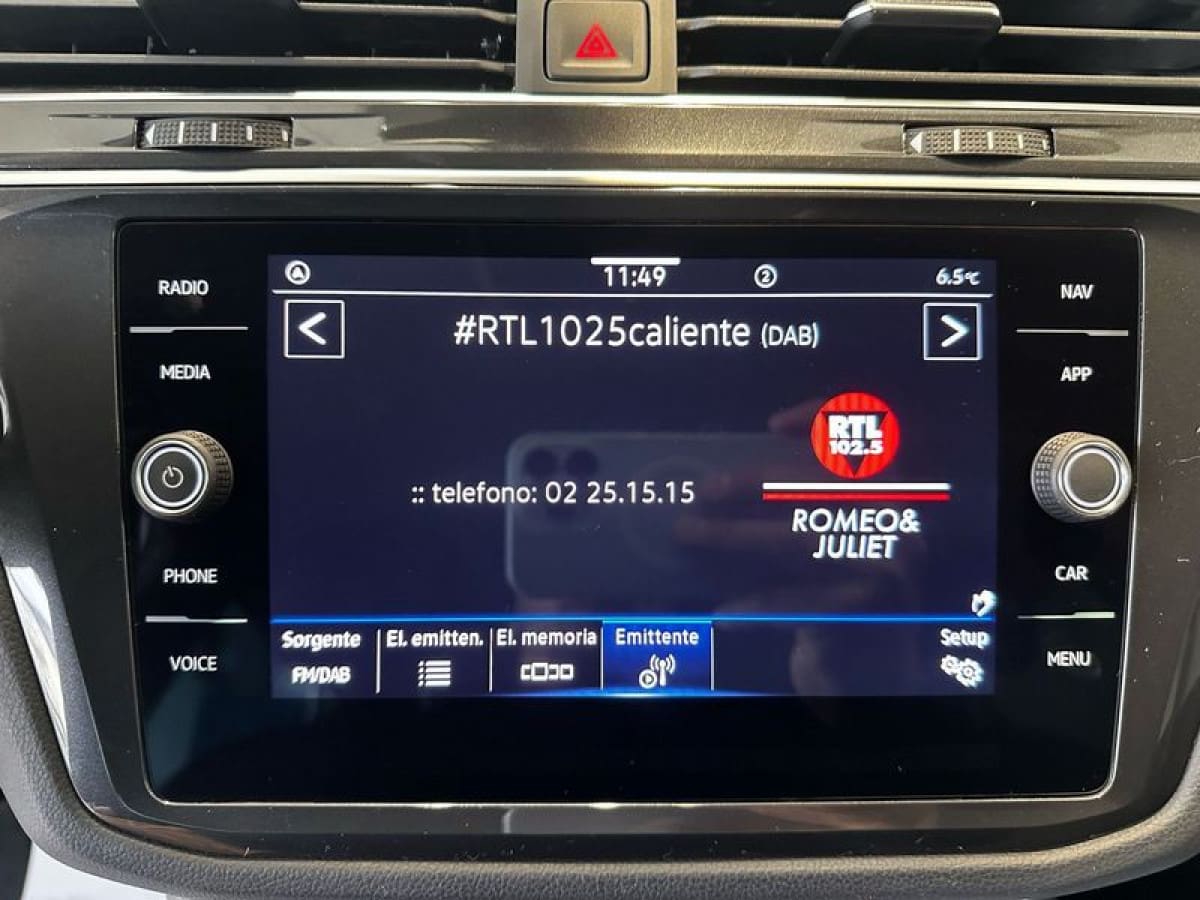 11:49
2
6.5°C
RADIO
NAV
< #RTL1025caliente (DAB) >
MEDIA
APP
RTL
102.5
:: telefono: 02 25.15.15
ROMEO&
JULIET
PHONE
CAR
Sorgente
El. emitten.
El. memoria
Emittente
Setup
FM/DAB
VOICE
MENU